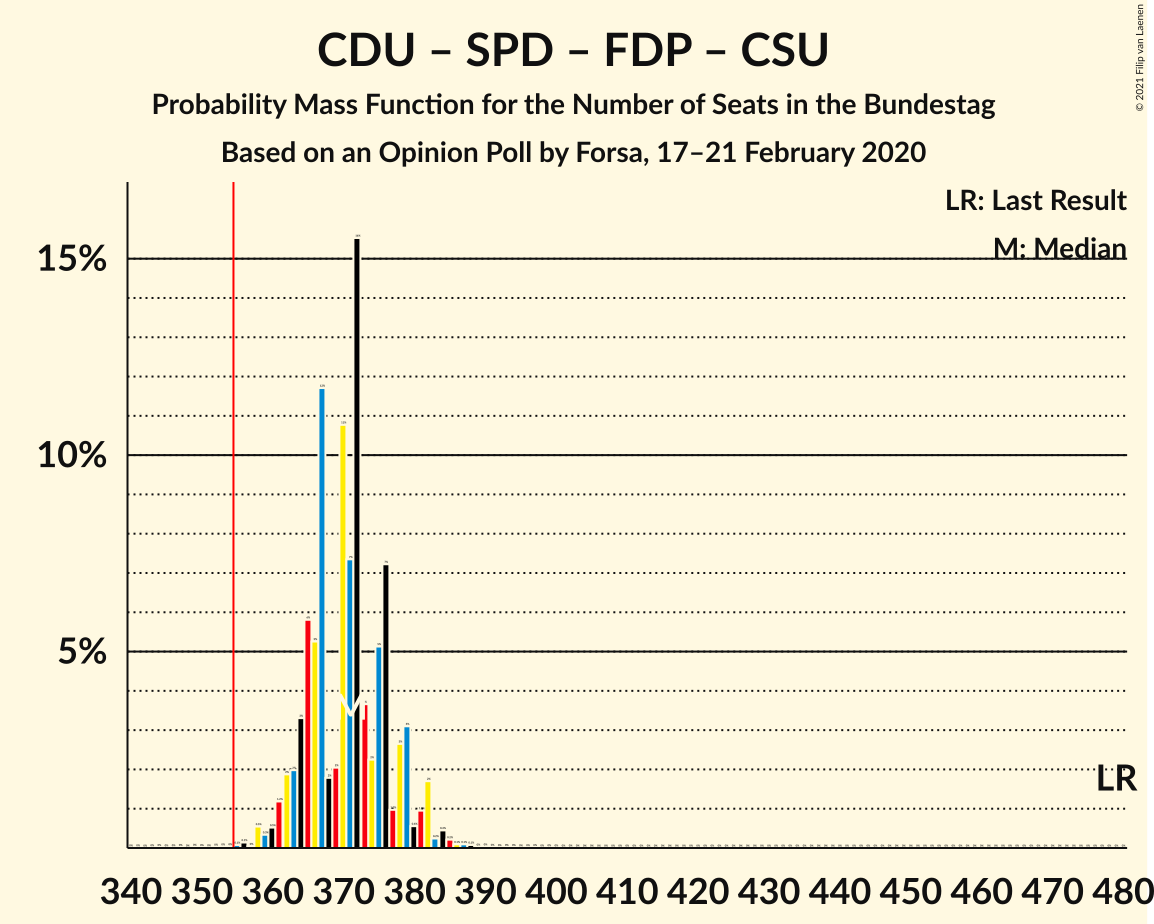 CDU – SPD – FDP – CSU
Probability Mass Function for the Number of Seats in the Bundestag
Based on an Opinion Poll by Forsa, 17–21 February 2020
© 2021 Filip van Laenen
LR: Last Result
M: Median
15%
10%
5%
M
LR
340 350 360 370 380 390 400 410 420 430 440 450 460 470 480